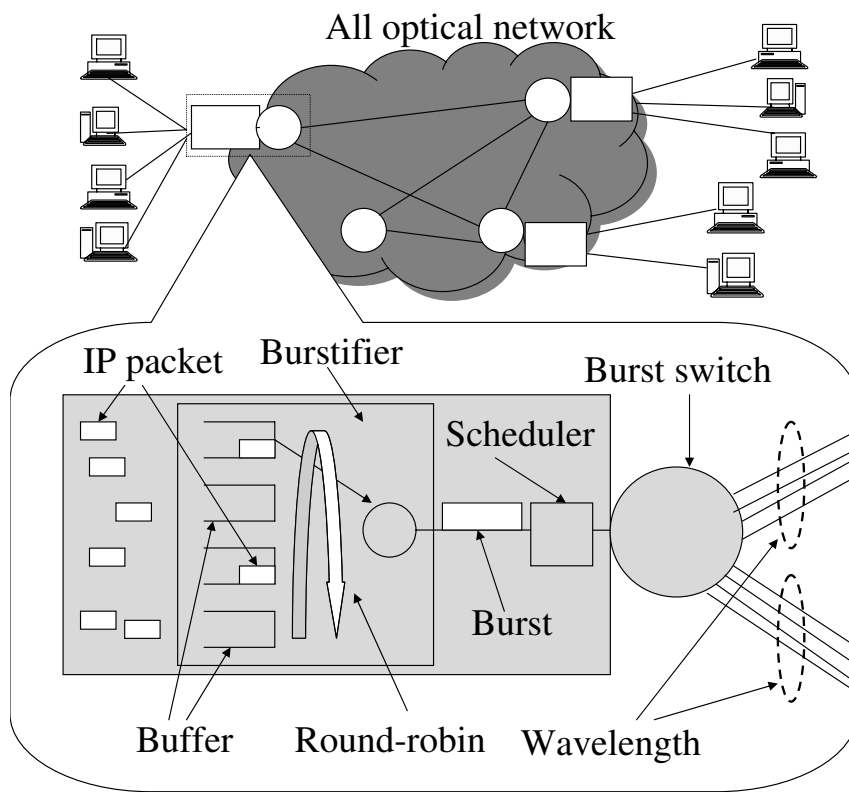 All optical network
IP packet
Burstifier
Burst switch
Scheduler
Burst
Buffer
Round-robin
Wavelength